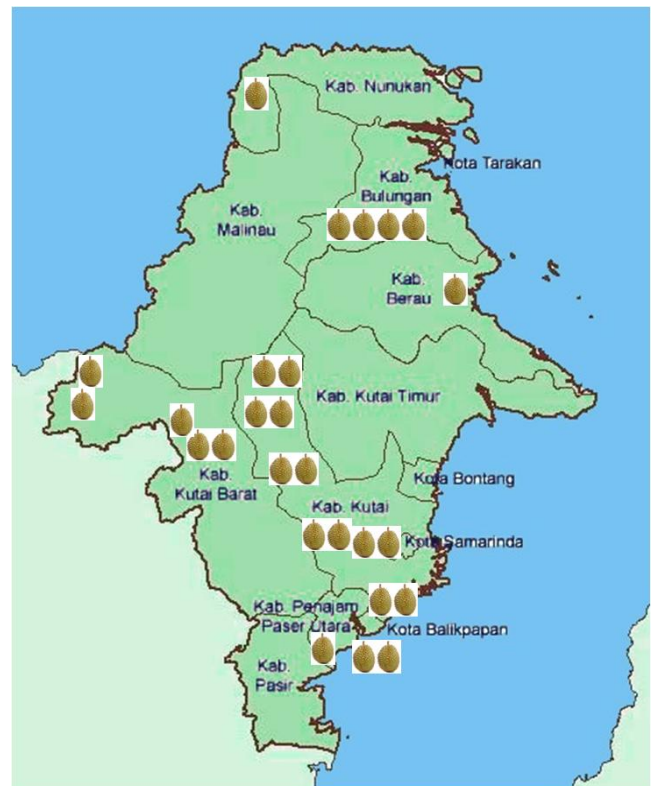 Kab. Nunukan
Kota Tarakan
Kab.
Bulungan
Kab.
Malinau
Kab.
Berau
Kab. Kutai Timur
Kota Bontang
Kab.
Kutai Barat
Kab. Kutai
Kota Samarinda
Kab. Penajam
Paser Utara
Kota Balikpapan
Kab.
Pasir